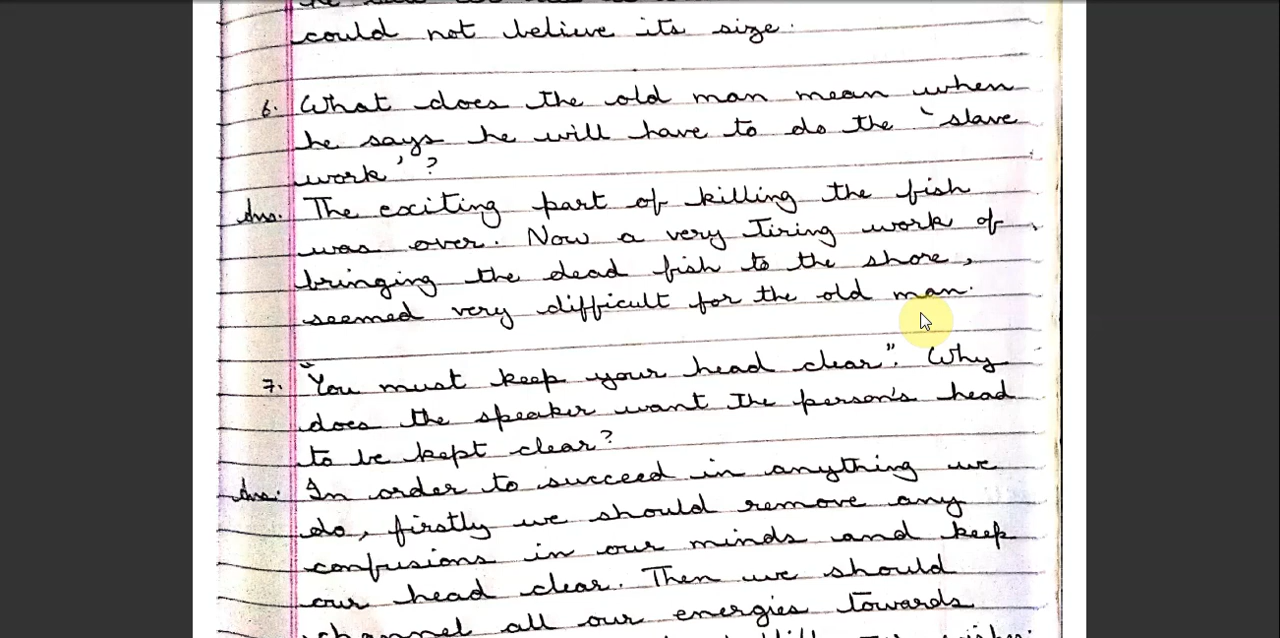 could not believe its size.
6. What does the old man mean when
he says he will have to do the 'slave
work'?
Ans. The exciting part of killing the fish
was over. Now a very tiring work of
bringing the dead fish to the shore,
seemed very difficult for the old man.
7. "You must keep your head clear". Why
does the speaker want the person's head
to be kept clear?
Ans. In order to succeed in anything we
do, firstly we should remove any
confusions in our minds and keep
our head clear. Then we should
channel all our energies towards